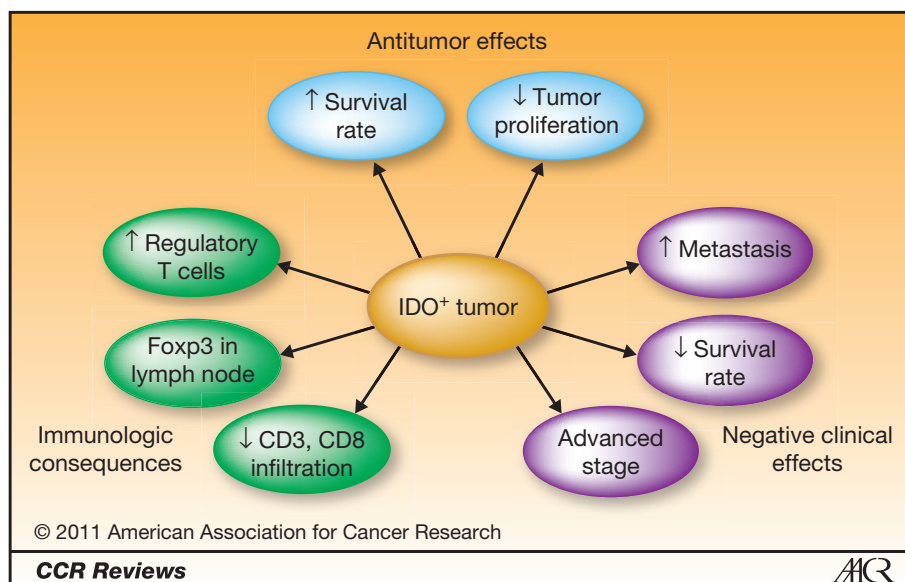 Antitumor effects
↑ Survival
rate
↓ Tumor
proliferation
↑ Regulatory
T cells
↑ Metastasis
IDO⁺ tumor
Foxp3 in
lymph node
↓ Survival
rate
Immunologic
consequences
↓ CD3, CD8
infiltration
Advanced
stage
Negative clinical
effects
© 2011 American Association for Cancer Research
CCR Reviews
AACR